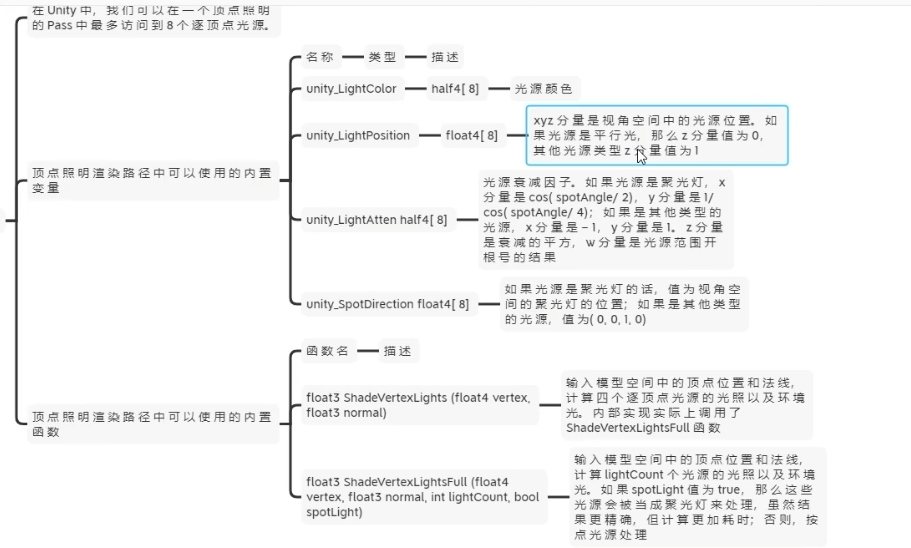 在 Unity 中，我们可以在一个顶点照明
的 Pass 中最多访问到 8 个逐顶点光源。
顶点照明渲染路径中可以使用的内置
变量
名称
类型
描述
unity_LightColor
half4[ 8]
光源颜色
unity_LightPosition
float4[ 8]
xyz 分量是视角空间中的光源位置。如
果光源是平行光，那么 z 分量值为 0，
其他光源类型 z 分量值为 1
unity_LightAtten half4[ 8]
光源衰减因子。如果光源是聚光灯，x
分量是 cos( spotAngle/ 2)，y 分量是 1/
cos( spotAngle/ 4)；如果是其他类型的
光源，x 分量是 – 1，y 分量是 1。z 分量
是衰减的平方，w 分量是光源范围开
根号的结果
unity_SpotDirection float4[ 8]
如果光源是聚光灯的话，值为视角空
间的聚光灯的位置；如果是其他类型
的光源，值为( 0, 0, 1, 0)
顶点照明渲染路径中可以使用的内置
函数
函数名
描述
float3 ShadeVertexLights (float4 vertex,
float3 normal)
输入模型空间中的顶点位置和法线，
计算四个逐顶点光源的光照以及环境
光。内部实现实际上调用了
ShadeVertexLightsFull 函数
float3 ShadeVertexLightsFull (float4
vertex, float3 normal, int lightCount, bool
spotLight)
输入模型空间中的顶点位置和法线，
计算 lightCount 个光源的光照以及环境
光。如果 spotLight 值为 true，那么这些
光源会被当成聚光灯来处理，虽然结
果更精确，但计算更加耗时；否则，按
点光源处理